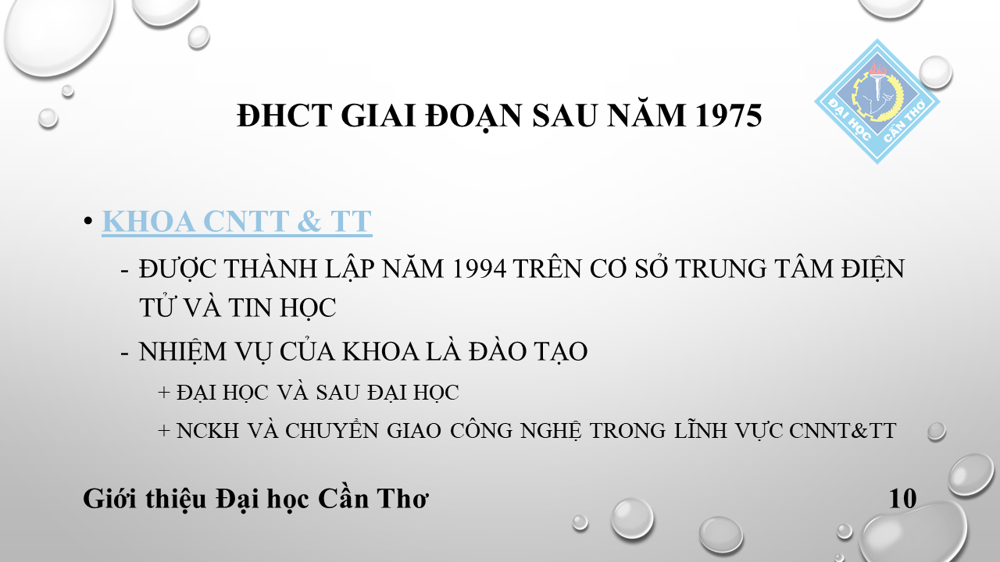 ĐẠI HỌC CẦN THƠ
ĐHCT GIAI ĐOẠN SAU NĂM 1975
• KHOA CNTT & TT
- ĐƯỢC THÀNH LẬP NĂM 1994 TRÊN CƠ SỞ TRUNG TÂM ĐIỆN
TỬ VÀ TIN HỌC
- NHIỆM VỤ CỦA KHOA LÀ ĐÀO TẠO
+ ĐẠI HỌC VÀ SAU ĐẠI HỌC
+ NCKH VÀ CHUYỂN GIAO CÔNG NGHỆ TRONG LĨNH VỰC CNNT&TT
Giới thiệu Đại học Cần Thơ 10